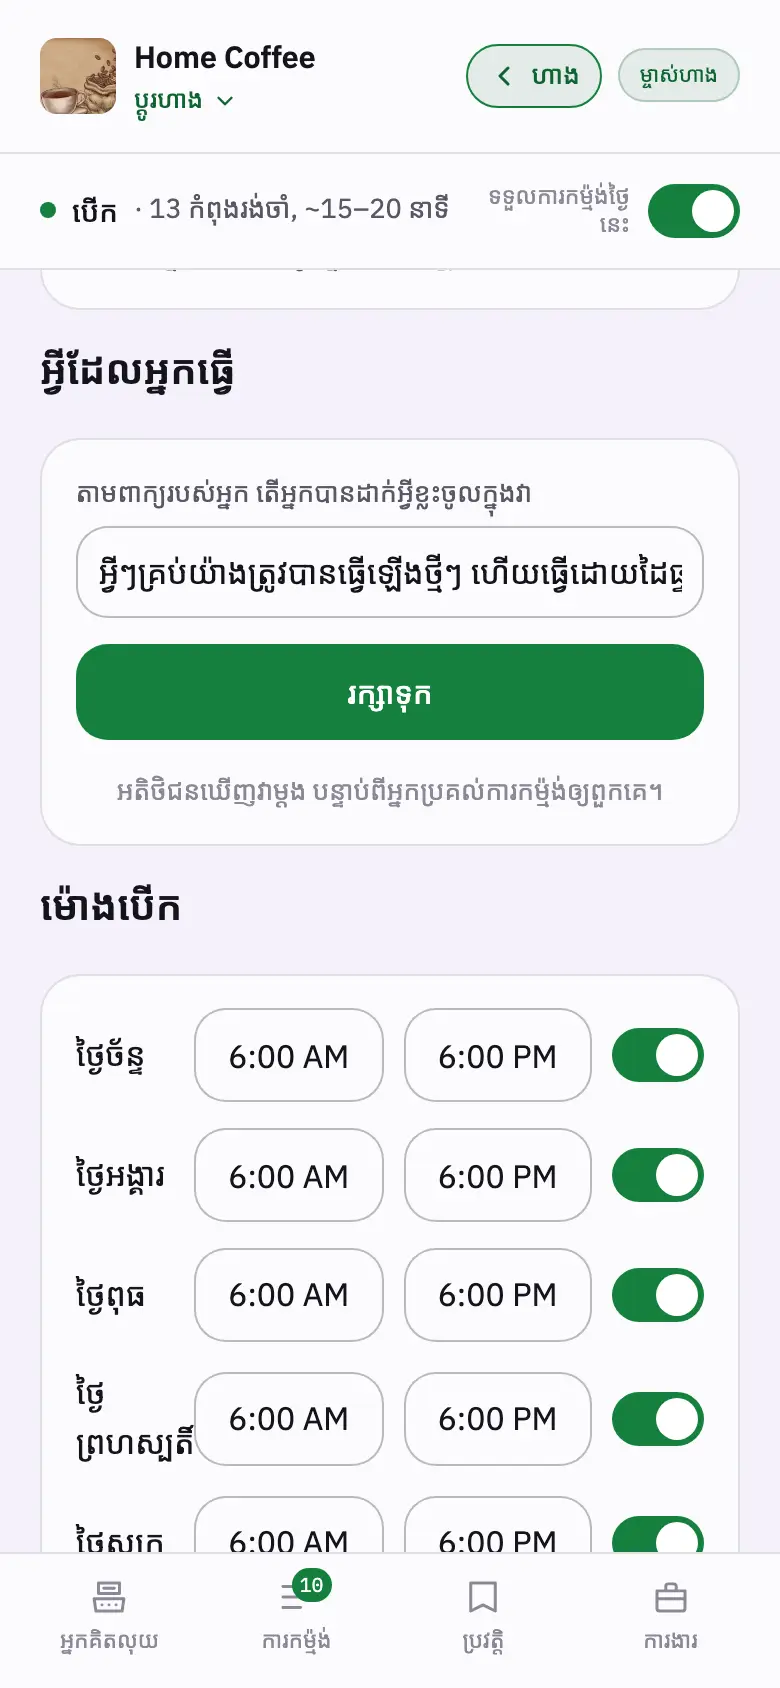 Home Coffee
ប្ដូរហាង
ហាង
ម្ចាស់ហាង
បើក · 13 កំពុងរង់ចាំ, ~15–20 នាទី
ទទួលការកម្ម៉ង់ថ្ងៃ
នេះ
អ្វីដែលអ្នកធ្វើ
តាមពាក្យរបស់អ្នក តើអ្នកបានដាក់អ្វីខ្លះចូលក្នុងវា
អ្វីៗគ្រប់យ៉ាងត្រូវបានធ្វើឡើងថ្មីៗ ហើយធ្វើដោយដៃ
រក្សាទុក
អតិថិជនឃើញវាម្ដង បន្ទាប់ពីអ្នកប្រគល់ការកម្ម៉ង់ឲ្យពួកគេ។
ម៉ោងបើក
ថ្ងៃច័ន្ទ 6:00 AM 6:00 PM
ថ្ងៃអង្គារ 6:00 AM 6:00 PM
ថ្ងៃពុធ 6:00 AM 6:00 PM
ថ្ងៃ
ព្រហស្បតិ៍ 6:00 AM 6:00 PM
ថ្ងៃសុក្រ 6:00 AM 6:00 PM
អ្នកគិតលុយ
10
ការកម្ម៉ង់
ប្រវត្តិ
ការងារ